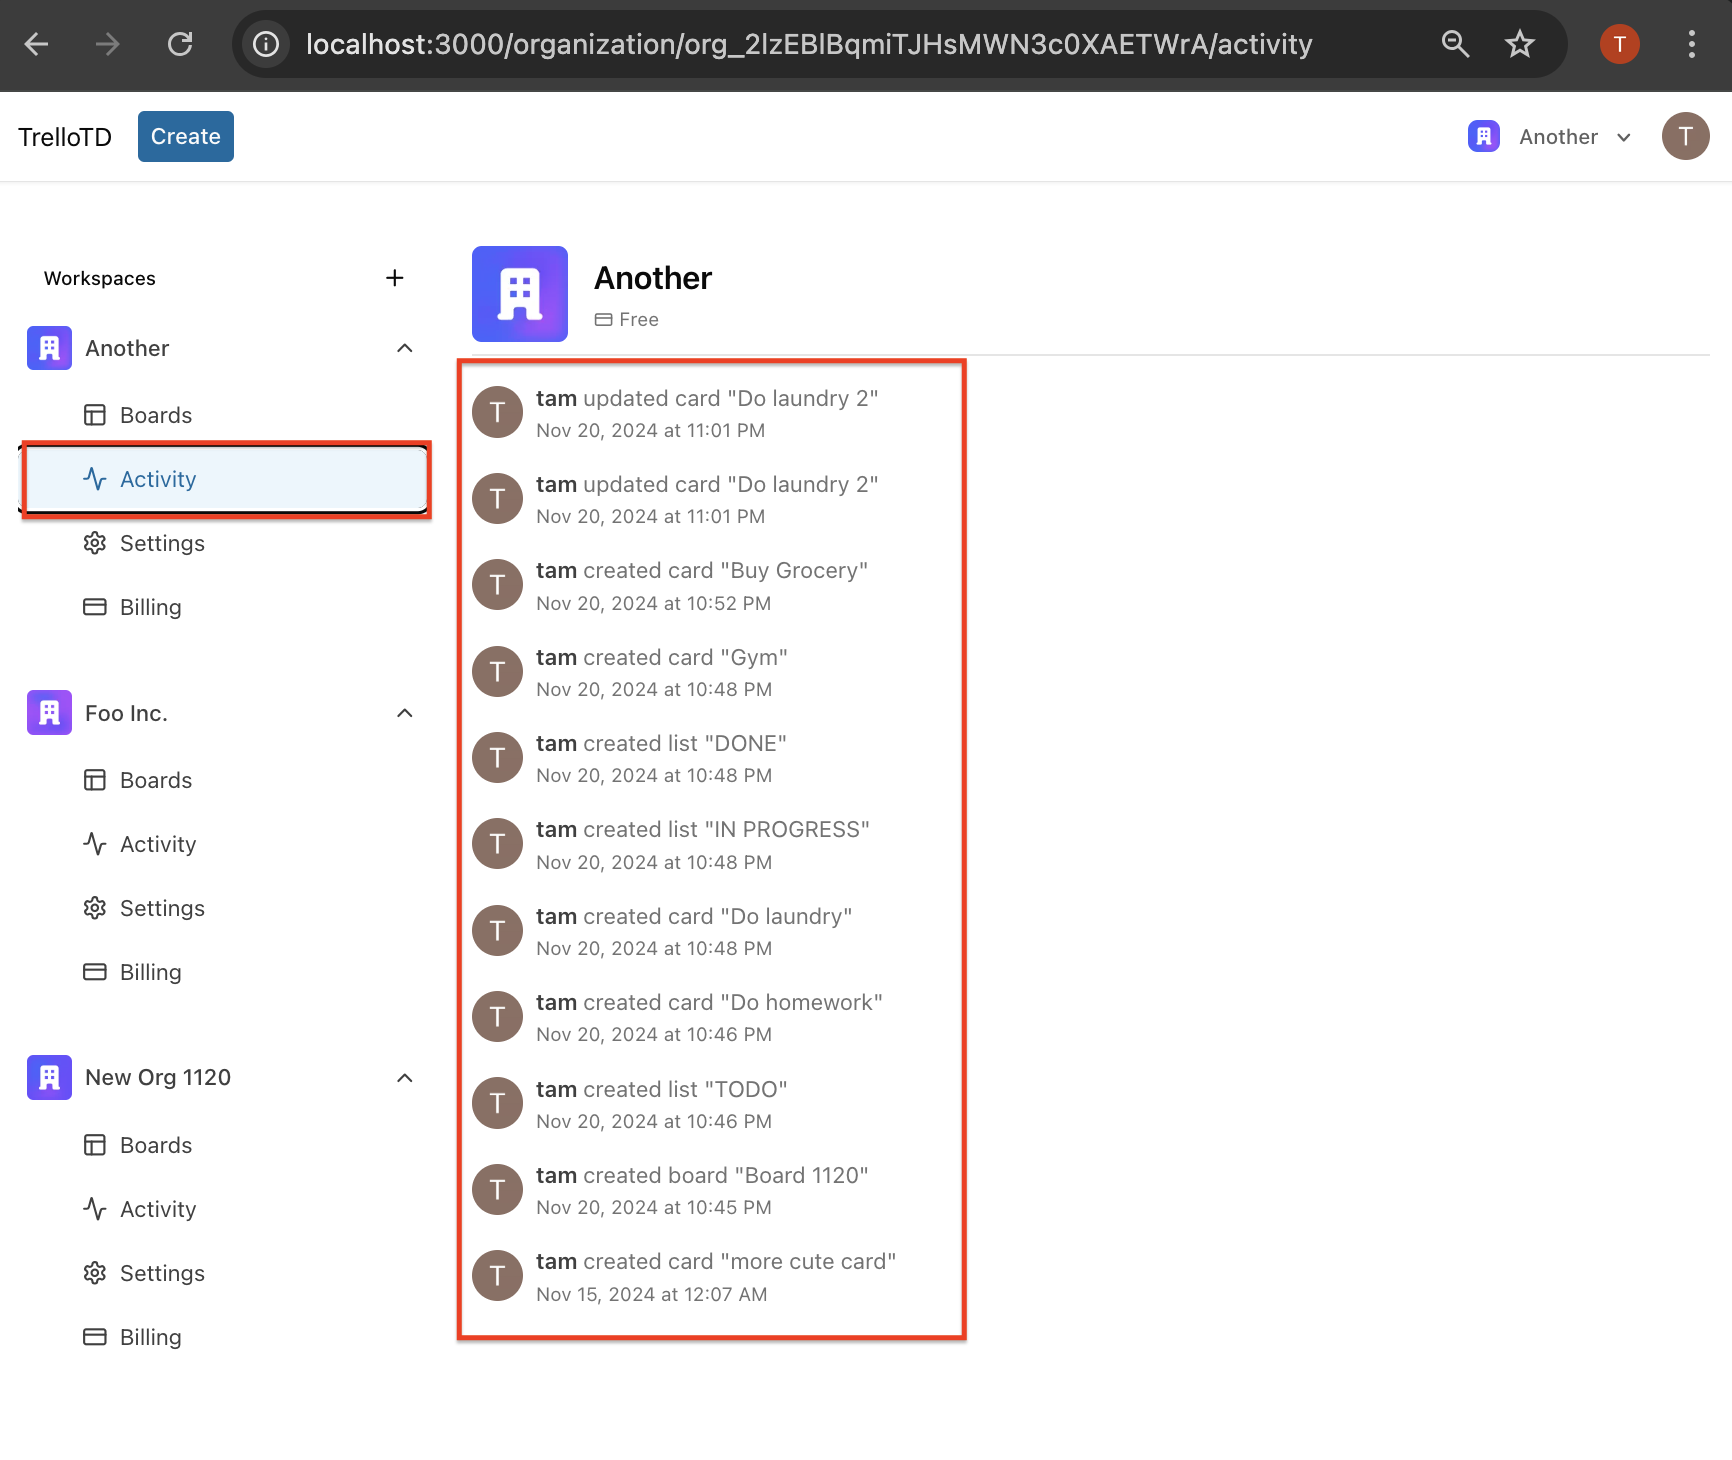 localhost:3000/organization/org_2lzEBlBqmiTJHsMWN3c0XAETWrA/activity
T
TrelloTD
Create
Another
T
Workspaces
Another
Boards
Activity
Settings
Billing
Foo Inc.
Boards
Activity
Settings
Billing
New Org 1120
Boards
Activity
Settings
Billing
Another
Free
T
tam updated card "Do laundry 2"
Nov 20, 2024 at 11:01 PM
T
tam updated card "Do laundry 2"
Nov 20, 2024 at 11:01 PM
T
tam created card "Buy Grocery"
Nov 20, 2024 at 10:52 PM
T
tam created card "Gym"
Nov 20, 2024 at 10:48 PM
T
tam created list "DONE"
Nov 20, 2024 at 10:48 PM
T
tam created list "IN PROGRESS"
Nov 20, 2024 at 10:48 PM
T
tam created card "Do laundry"
Nov 20, 2024 at 10:48 PM
T
tam created card "Do homework"
Nov 20, 2024 at 10:46 PM
T
tam created list "TODO"
Nov 20, 2024 at 10:46 PM
T
tam created board "Board 1120"
Nov 20, 2024 at 10:45 PM
T
tam created card "more cute card"
Nov 15, 2024 at 12:07 AM